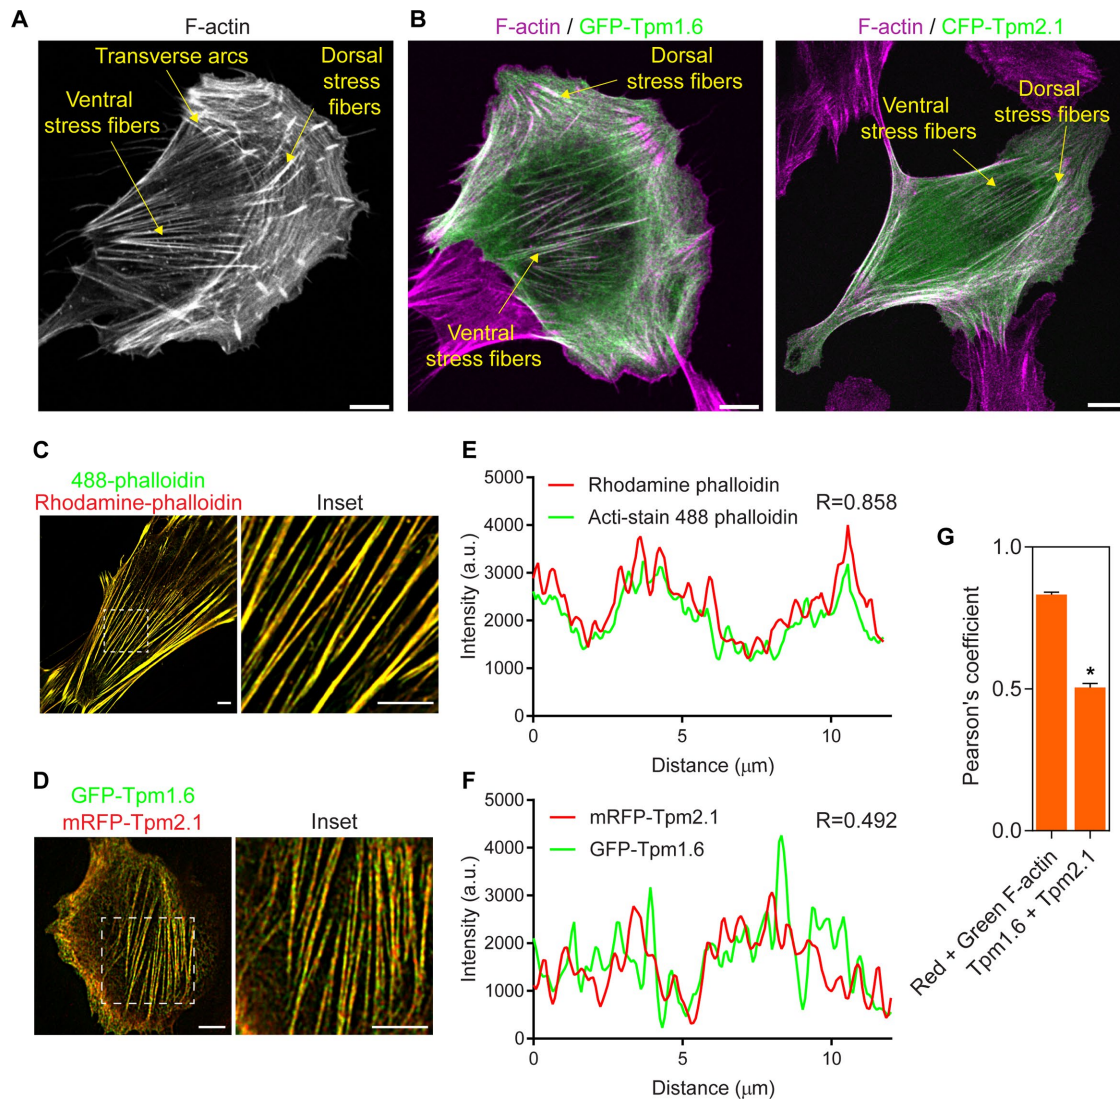 A
F-actin
Transverse arcs
Ventral
stress fibers
Dorsal
stress
fibers
B
F-actin / GFP-Tpm1.6
Dorsal
stress fibers
Ventral
stress fibers
F-actin / CFP-Tpm2.1
Ventral
stress fibers
Dorsal
stress fibers
C
488-phalloidin
Rhodamine-phalloidin
Inset
D
GFP-Tpm1.6
mRFP-Tpm2.1
Inset
E
Rhodamine phalloidin
Acti-stain 488 phalloidin
R=0.858
Intensity (a.u.)
5000
4000
3000
2000
1000
0
0
5
10
Distance (μm)
F
mRFP-Tpm2.1
GFP-Tpm1.6
R=0.492
Intensity (a.u.)
5000
4000
3000
2000
1000
0
0
5
10
Distance (μm)
G
Pearson's coefficient
1.0
0.5
0.0
*
Red + Green F-actin
Tpm1.6 + Tpm2.1